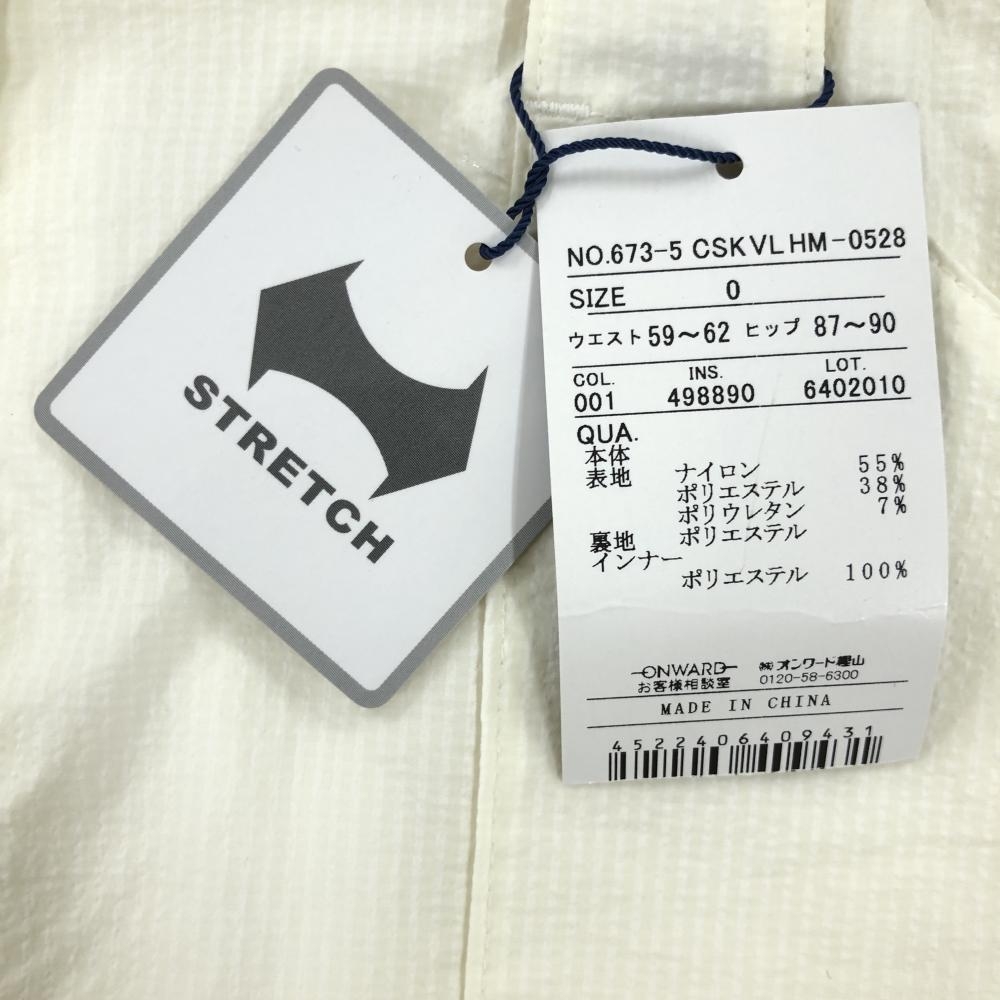 STRETCH
NO.673-5 CSKVLHM-0528
SIZE 0
ウエスト 59～62 ヒップ 87～90
COL. INS. LOT.
001 498890 6402010
QUA.
本体
表地 ナイロン 55%
ポリエステル 38%
ポリウレタン 7%
裏地 ポリエステル
インナー
ポリエステル 100%
ONWARD ㈱オンワード樫山
お客様相談室 0120-58-6300
MADE IN CHINA
4522406409431